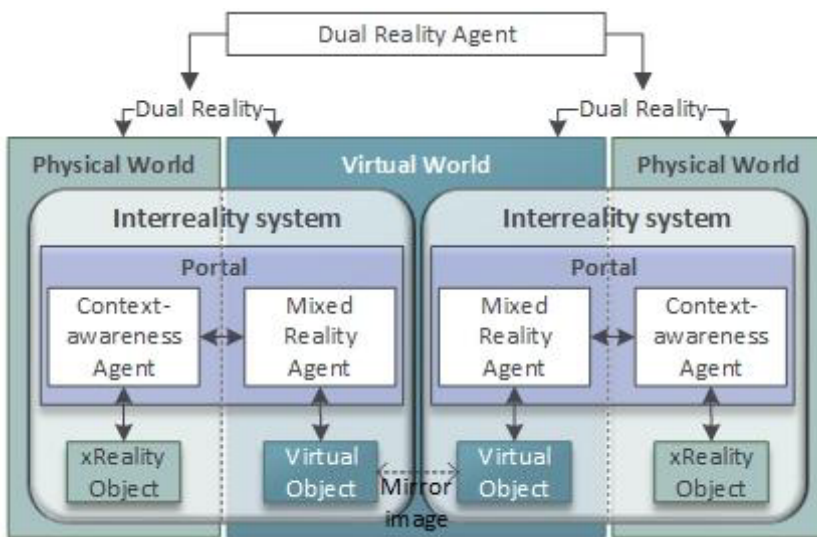 Dual Reality Agent
Dual Reality
Dual Reality
Physical World
Virtual World
Physical World
Interreality system
Interreality system
Portal
Portal
Context-
awareness
Agent
Mixed
Reality
Agent
Mixed
Reality
Agent
Context-
awareness
Agent
xReality
Object
Virtual
Object
Mirror
image
Virtual
Object
xReality
Object